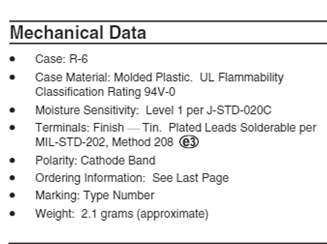 Mechanical Data
● Case: R-6
● Case Material: Molded Plastic. UL Flammability
Classification Rating 94V-0
● Moisture Sensitivity: Level 1 per J-STD-020C
● Terminals: Finish — Tin. Plated Leads Solderable per
MIL-STD-202, Method 208 e3
● Polarity: Cathode Band
● Ordering Information: See Last Page
● Marking: Type Number
● Weight: 2.1 grams (approximate)